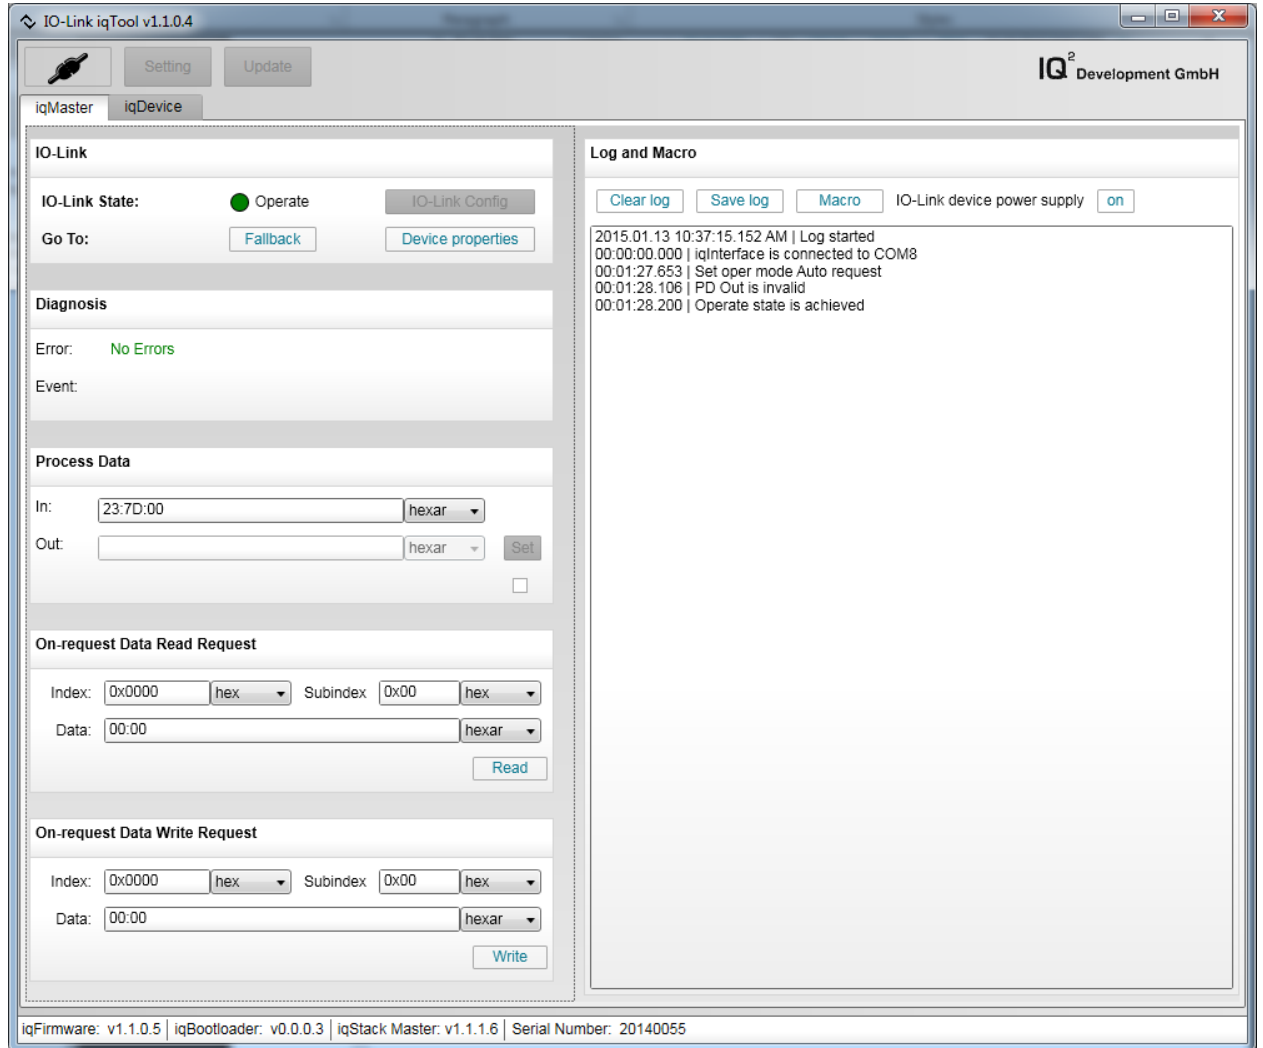 IO-Link iqTool v1.1.0.4
Setting Update
IQ2 Development GmbH
iqMaster iqDevice
IO-Link
IO-Link State: Operate IO-Link Config
Go To: Fallback Device properties
Diagnosis
Error: No Errors
Event:
Process Data
In: 23:7D:00 hexar
Out: hexar Set
On-request Data Read Request
Index: 0x0000 hex Subindex 0x00 hex
Data: 00:00 hexar
Read
On-request Data Write Request
Index: 0x0000 hex Subindex 0x00 hex
Data: 00:00 hexar
Write
Log and Macro
Clear log Save log Macro IO-Link device power supply on
2015.01.13 10:37:15.152 AM | Log started
00:00:00.000 | iqInterface is connected to COM8
00:01:27.653 | Set oper mode Auto request
00:01:28.106 | PD Out is invalid
00:01:28.200 | Operate state is achieved
iqFirmware: v1.1.0.5 | iqBootloader: v0.0.0.3 | iqStack Master: v1.1.1.6 | Serial Number: 20140055